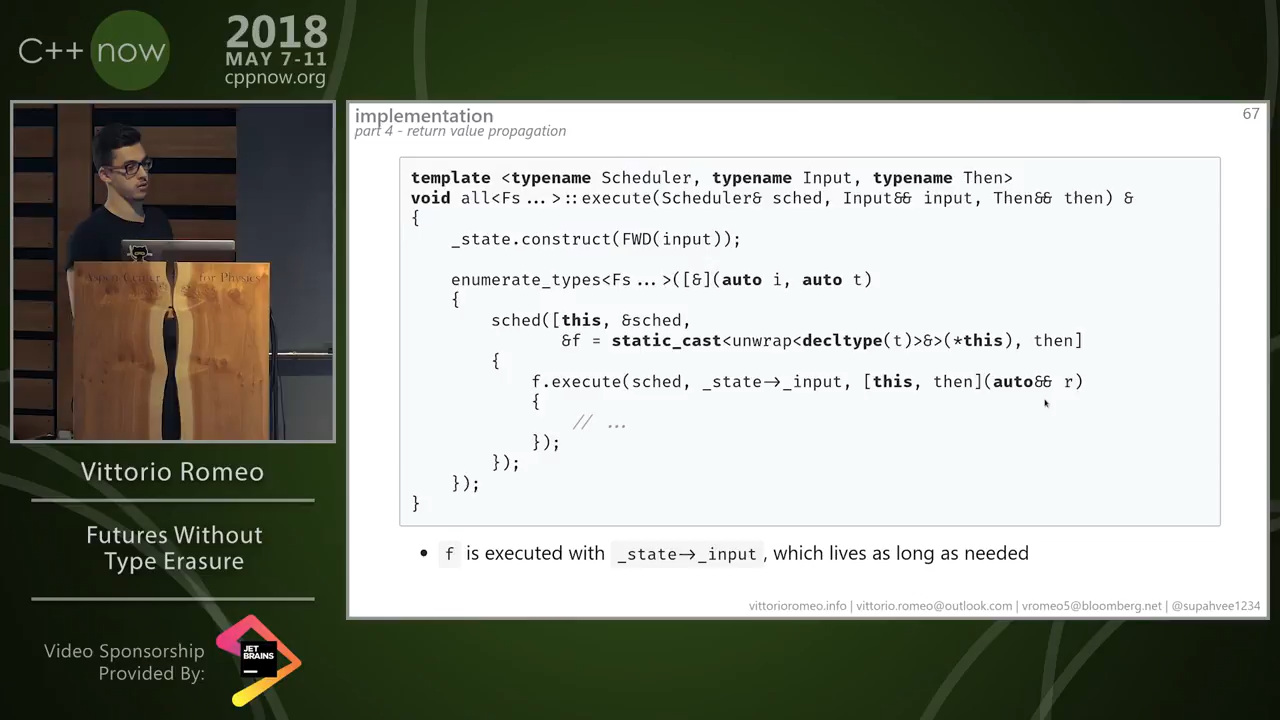 C++ now
2018
MAY 7-11
cppnow.org
implementation
67
part 4 - return value propagation
template <typename Scheduler, typename Input, typename Then>
void all<Fs...>::execute(Scheduler& sched, Input&& input, Then&& then) &
{
    _state.construct(FWD(input));
    enumerate_types<Fs...>([&](auto i, auto t)
    {
        sched([this, &sched,
               &f = static_cast<unwrap<decltype(t)>&>(*this), then]
        {
            f.execute(sched, _state->_input, [this, then](auto&& r)
            {
                // ...
            });
        });
    });
}
• f is executed with _state->_input, which lives as long as needed
vittorioromeo.info | vittorio.romeo@outlook.com | vromeo5@bloomberg.net | @supahvee1234
Aspen Center for Physics
Vittorio Romeo
Futures Without
Type Erasure
Video Sponsorship
Provided By:
JET
BRAINS